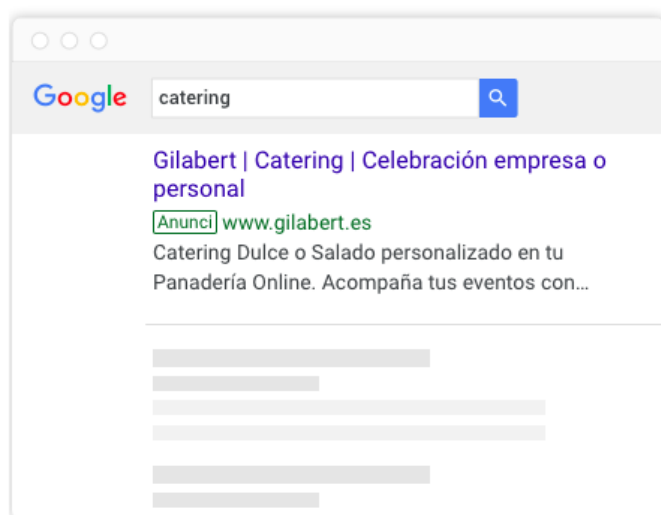 Google catering
Gilabert | Catering | Celebración empresa o
personal
Anunci www.gilabert.es
Catering Dulce o Salado personalizado en tu
Panadería Online. Acompaña tus eventos con...